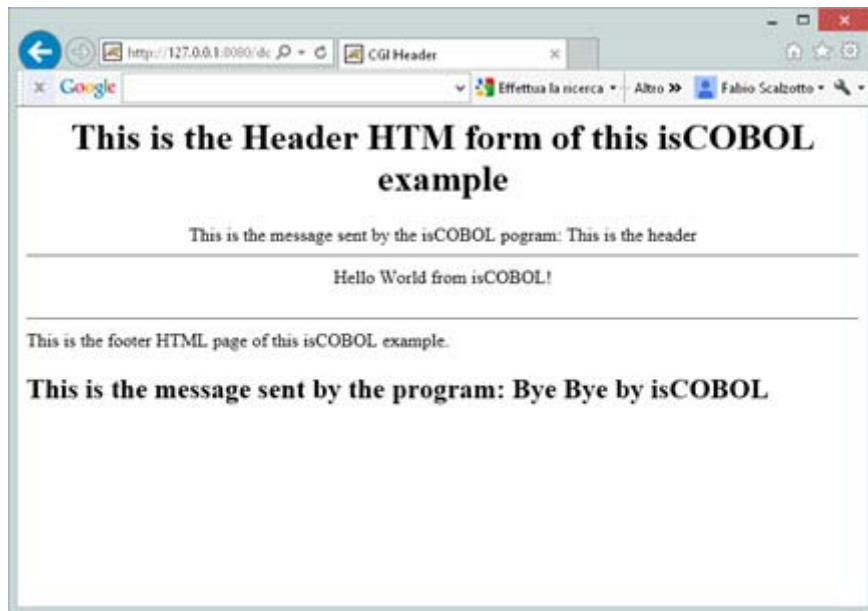 http://127.0.0.1:8080/dc
CGI Header
Google
Effettua la ricerca
Altro »
Fabio Scalzotto
This is the Header HTM form of this isCOBOL
example
This is the message sent by the isCOBOL pogram: This is the header
Hello World from isCOBOL!
This is the footer HTML page of this isCOBOL example.
This is the message sent by the program: Bye Bye by isCOBOL